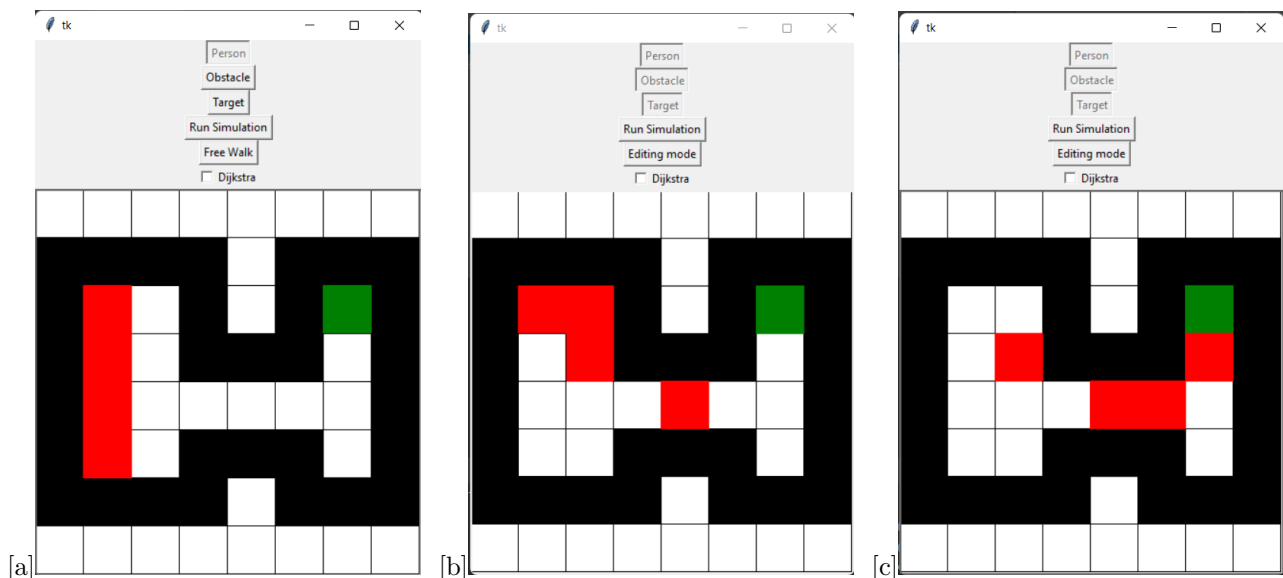 tk
Person
Obstacle
Target
Run Simulation
Free Walk
Dijkstra
[a]
tk
Person
Obstacle
Target
Run Simulation
Editing mode
Dijkstra
[b]
tk
Person
Obstacle
Target
Run Simulation
Editing mode
Dijkstra
[c]